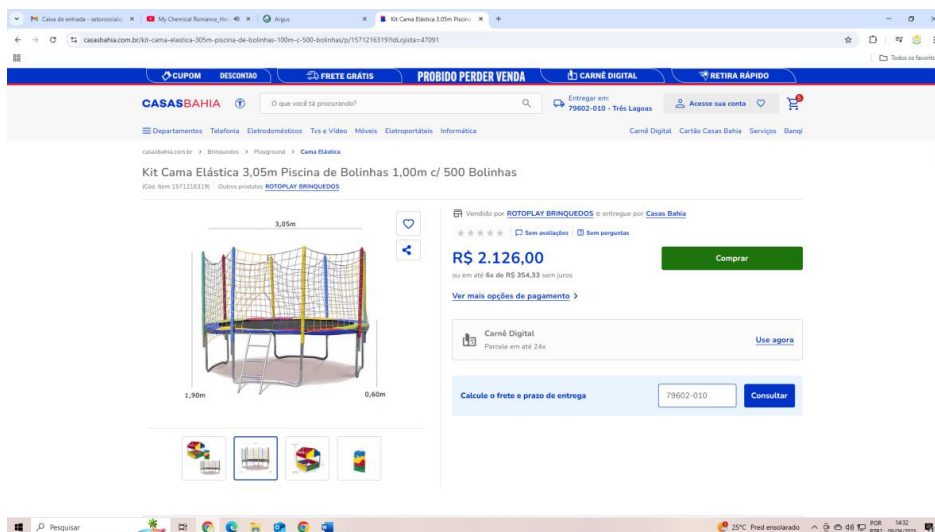 Caixa de entrada - setorsocial
My Chemical Romance_Hel
Argus
Kit Cama Elástica 3,05m Piscina
casasbahia.com.br/kit-cama-elastica-305m-piscina-de-bolinhas-100m-c-500-bolinhas/p/1571216319?idLojista=47091
Todos os favorito
CUPOM DESCONTAO
FRETE GRÁTIS
PROBIDO PERDER VENDA
CARNÊ DIGITAL
RETIRA RÁPIDO
CASASBAHIA
O que você tá procurando?
Entregar em:
79602-010 - Três Lagoas
Acesse sua conta
Departamentos Telefonia Eletrodomésticos Tvs e Vídeo Móveis Eletroportáteis Informática
Carnê Digital Cartão Casas Bahia Serviços Banqi
casasbahia.com.br > Brinquedos > Playground > Cama Elástica
Kit Cama Elástica 3,05m Piscina de Bolinhas 1,00m c/ 500 Bolinhas
(Cód. Item 1571216319) Outros produtos ROTOPLAY BRINQUEDOS
3,05m
1,90m
0,60m
Vendido por ROTOPLAY BRINQUEDOS e entregue por Casas Bahia
Sem avaliações
Sem perguntas
R$ 2.126,00
ou em até 6x de R$ 354,33 sem juros
Comprar
Ver mais opções de pagamento >
Carnê Digital
Parcele em até 24x
Use agora
Calcule o frete e prazo de entrega
79602-010
Consultar
Pesquisar
25°C Pred ensolarado
POR
14:32
PTB2
06/06/2025